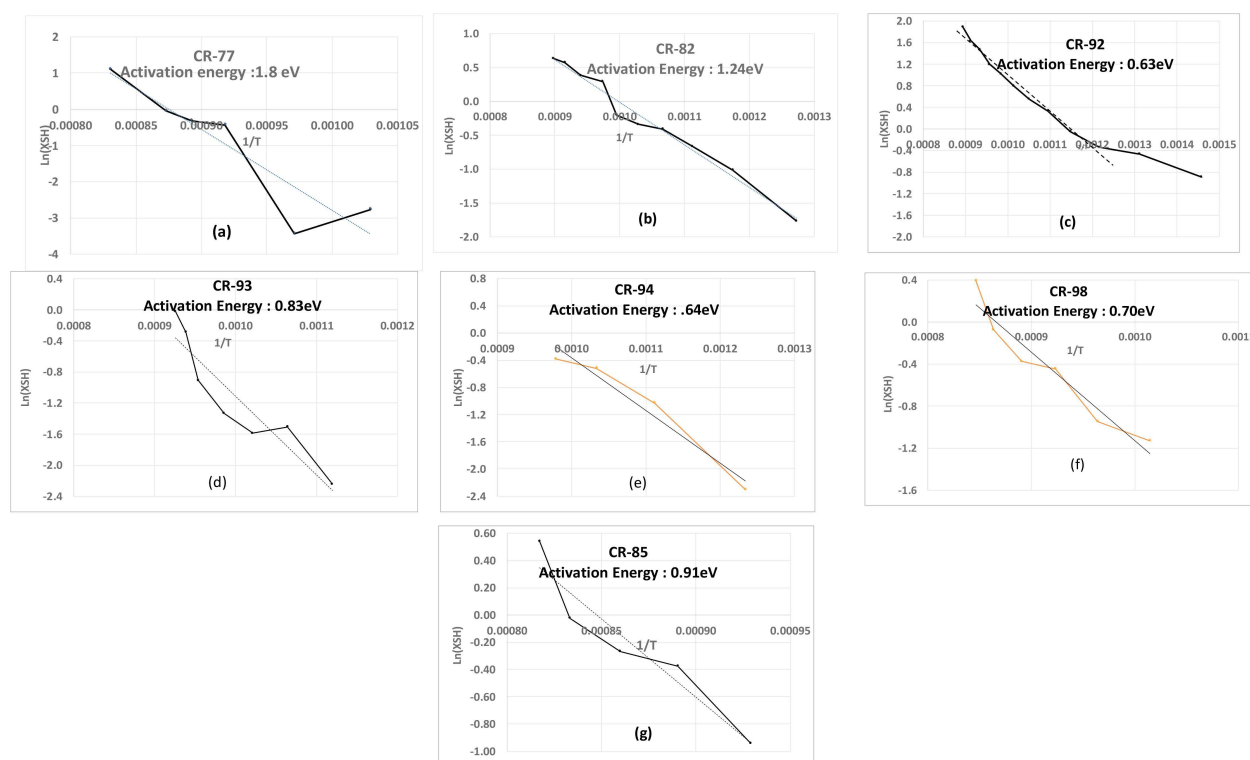 CR-77
Activation energy :1.8 eV
2
1
0
-1
-2
-3
-4
0.00080
0.00085
0.00090
0.00095
0.00100
0.00105
1/T
Ln(XSH)
(a)
CR-82
Activation Energy : 1.24eV
1.0
0.5
0.0
-0.5
-1.0
-1.5
-2.0
0.0008
0.0009
0.0010
0.0011
0.0012
0.0013
1/T
Ln(XSH)
(b)
CR-92
Activation Energy : 0.63eV
2.0
1.6
1.2
0.8
0.4
0.0
-0.4
-0.8
-1.2
-1.6
-2.0
0.0008
0.0009
0.0010
0.0011
0.0012
0.0013
0.0014
0.0015
1/T
Ln(XSH)
(c)
CR-93
Activation Energy : 0.83eV
0.4
0.0
-0.4
-0.8
-1.2
-1.6
-2.0
-2.4
0.0008
0.0009
0.0010
0.0011
0.0012
1/T
Ln(XSH)
(d)
CR-94
Activation Energy : .64eV
0.8
0.4
0.0
-0.4
-0.8
-1.2
-1.6
-2.0
-2.4
0.0009
0.0010
0.0011
0.0012
0.0013
1/T
Ln(XSH)
(e)
CR-98
Activation Energy : 0.70eV
0.4
0.0
-0.4
-0.8
-1.2
-1.6
0.0008
0.0009
0.0010
0.001
1/T
Ln(XSH)
(f)
CR-85
Activation Energy : 0.91eV
0.60
0.40
0.20
0.00
-0.20
-0.40
-0.60
-0.80
-1.00
0.00080
0.00085
0.00090
0.00095
1/T
Ln(XSH)
(g)